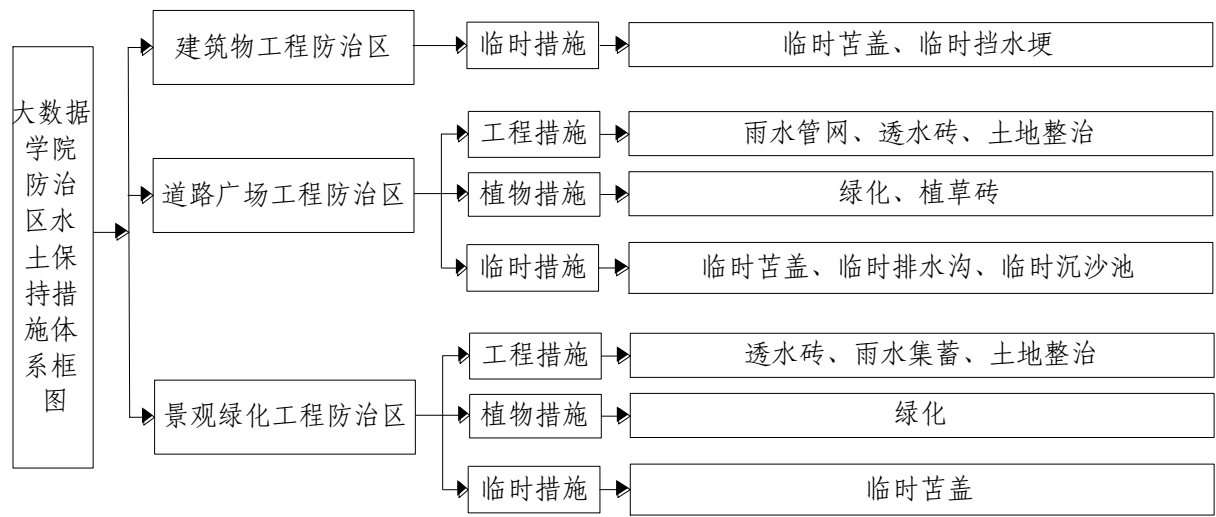 大数据
学院
防治
区水
土保
持措
施体
系框
图
建筑物工程防治区
临时措施
临时苫盖、临时挡水埂
道路广场工程防治区
工程措施
雨水管网、透水砖、土地整治
植物措施
绿化、植草砖
临时措施
临时苫盖、临时排水沟、临时沉沙池
景观绿化工程防治区
工程措施
透水砖、雨水集蓄、土地整治
植物措施
绿化
临时措施
临时苫盖